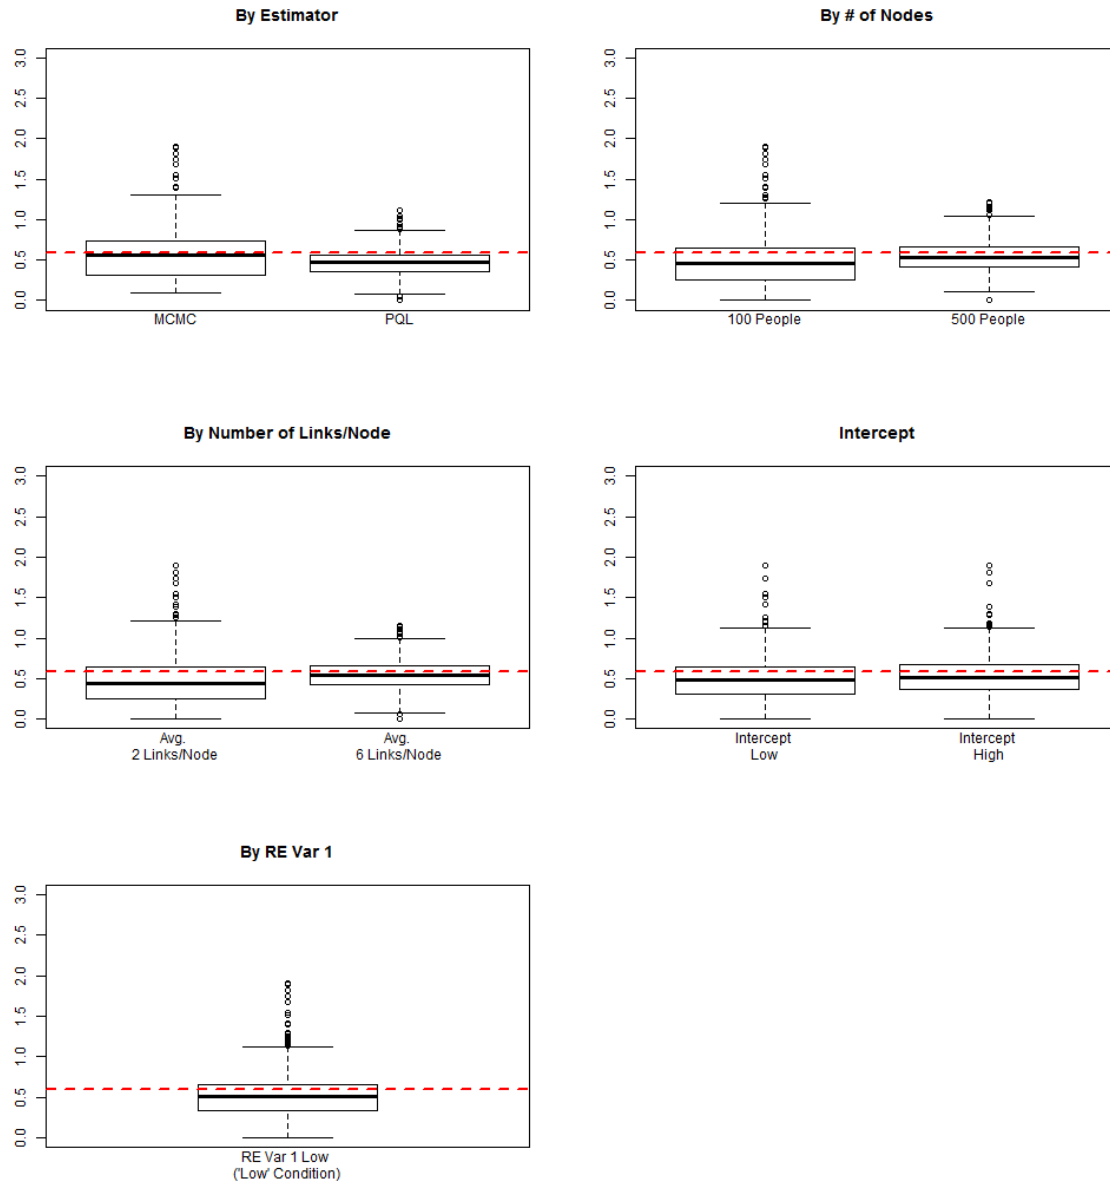 By Estimator
3.0
2.5
2.0
1.5
1.0
0.5
0.0
MCMC PQL
By # of Nodes
3.0
2.5
2.0
1.5
1.0
0.5
0.0
100 People 500 People
By Number of Links/Node
3.0
2.5
2.0
1.5
1.0
0.5
0.0
Avg. Avg.
2 Links/Node 6 Links/Node
Intercept
3.0
2.5
2.0
1.5
1.0
0.5
0.0
Intercept Intercept
Low High
By RE Var 1
3.0
2.5
2.0
1.5
1.0
0.5
0.0
RE Var 1 Low
('Low' Condition)